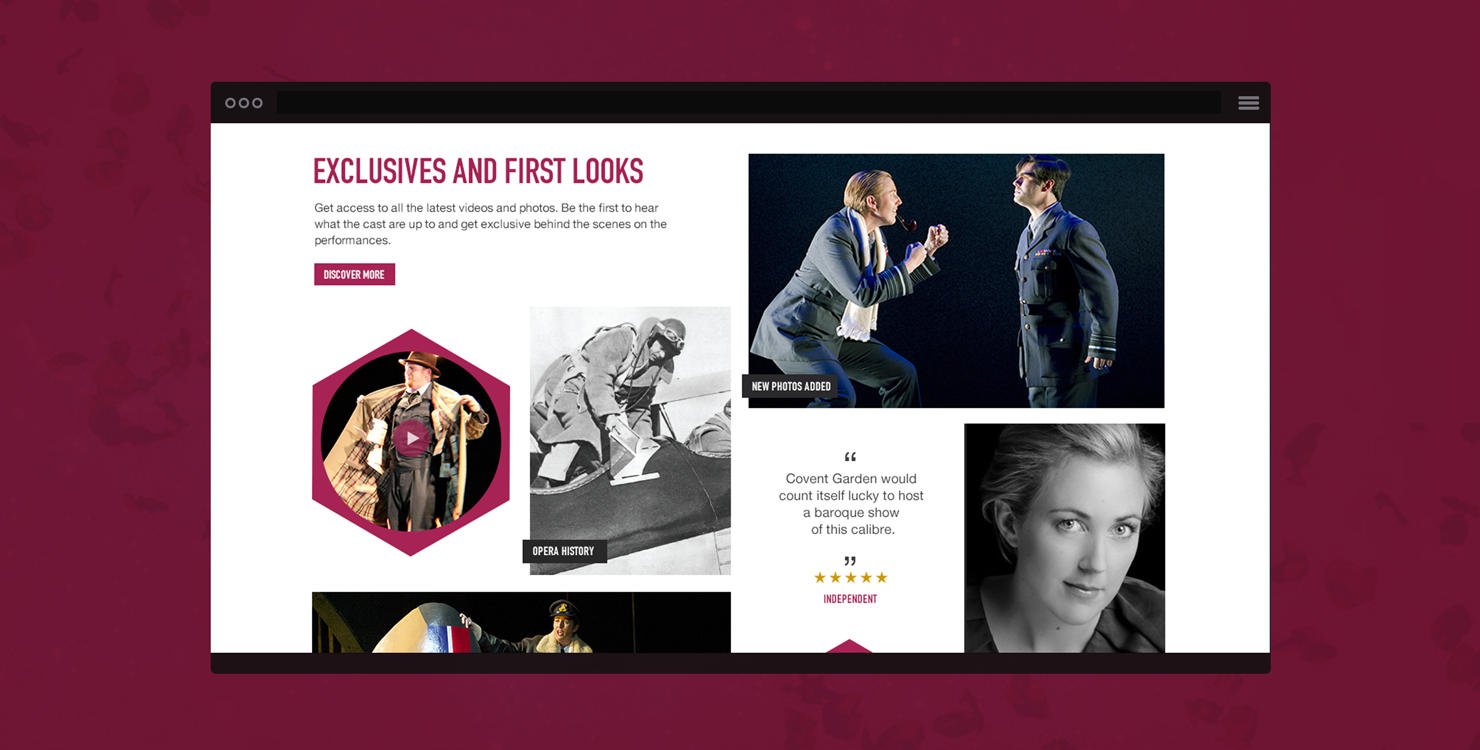 EXCLUSIVES AND FIRST LOOKS
Get access to all the latest videos and photos. Be the first to hear
what the cast are up to and get exclusive behind the scenes on the
performances.
DISCOVER MORE
OPERA HISTORY
NEW PHOTOS ADDED
“
Covent Garden would
count itself lucky to host
a baroque show
of this calibre.
”
★★★★★
INDEPENDENT